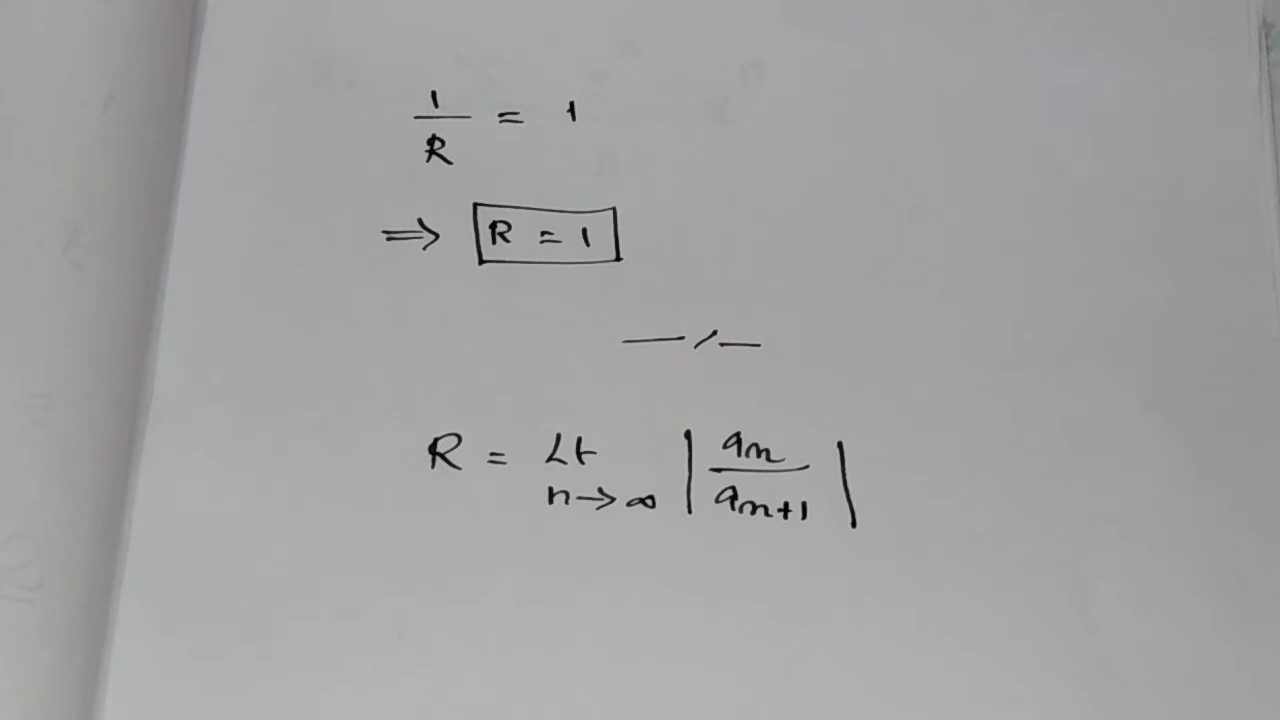 1/R = 1
⇒ R = 1
— / —
R = Lt n→∞ | an / an+1 |